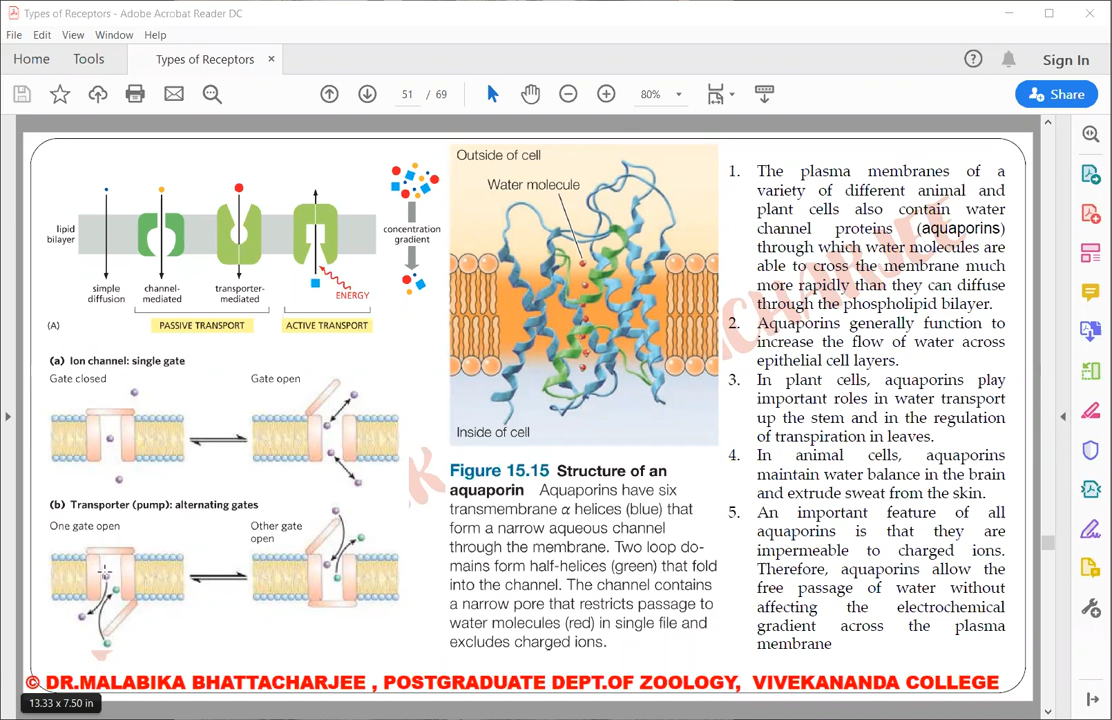 Types of Receptors - Adobe Acrobat Reader DC
File Edit View Window Help
Home Tools Types of Receptors × Sign In
51 / 69 80% Share
lipid
bilayer
simple
diffusion
channel-
mediated
transporter-
mediated
ENERGY
concentration
gradient
(A) PASSIVE TRANSPORT ACTIVE TRANSPORT
(a) Ion channel: single gate
Gate closed Gate open
(b) Transporter (pump): alternating gates
One gate open Other gate
open
Outside of cell
Water molecule
Inside of cell
Figure 15.15 Structure of an
aquaporin Aquaporins have six
transmembrane α helices (blue) that
form a narrow aqueous channel
through the membrane. Two loop do-
mains form half-helices (green) that fold
into the channel. The channel contains
a narrow pore that restricts passage to
water molecules (red) in single file and
excludes charged ions.
1. The plasma membranes of a
variety of different animal and
plant cells also contain water
channel proteins (aquaporins)
through which water molecules are
able to cross the membrane much
more rapidly than they can diffuse
through the phospholipid bilayer.
2. Aquaporins generally function to
increase the flow of water across
epithelial cell layers.
3. In plant cells, aquaporins play
important roles in water transport
up the stem and in the regulation
of transpiration in leaves.
4. In animal cells, aquaporins
maintain water balance in the brain
and extrude sweat from the skin.
5. An important feature of all
aquaporins is that they are
impermeable to charged ions.
Therefore, aquaporins allow the
free passage of water without
affecting the electrochemical
gradient across the plasma
membrane
© DR.MALABIKA BHATTACHARJEE , POSTGRADUATE DEPT.OF ZOOLOGY, VIVEKANANDA COLLEGE
13.33 x 7.50 in